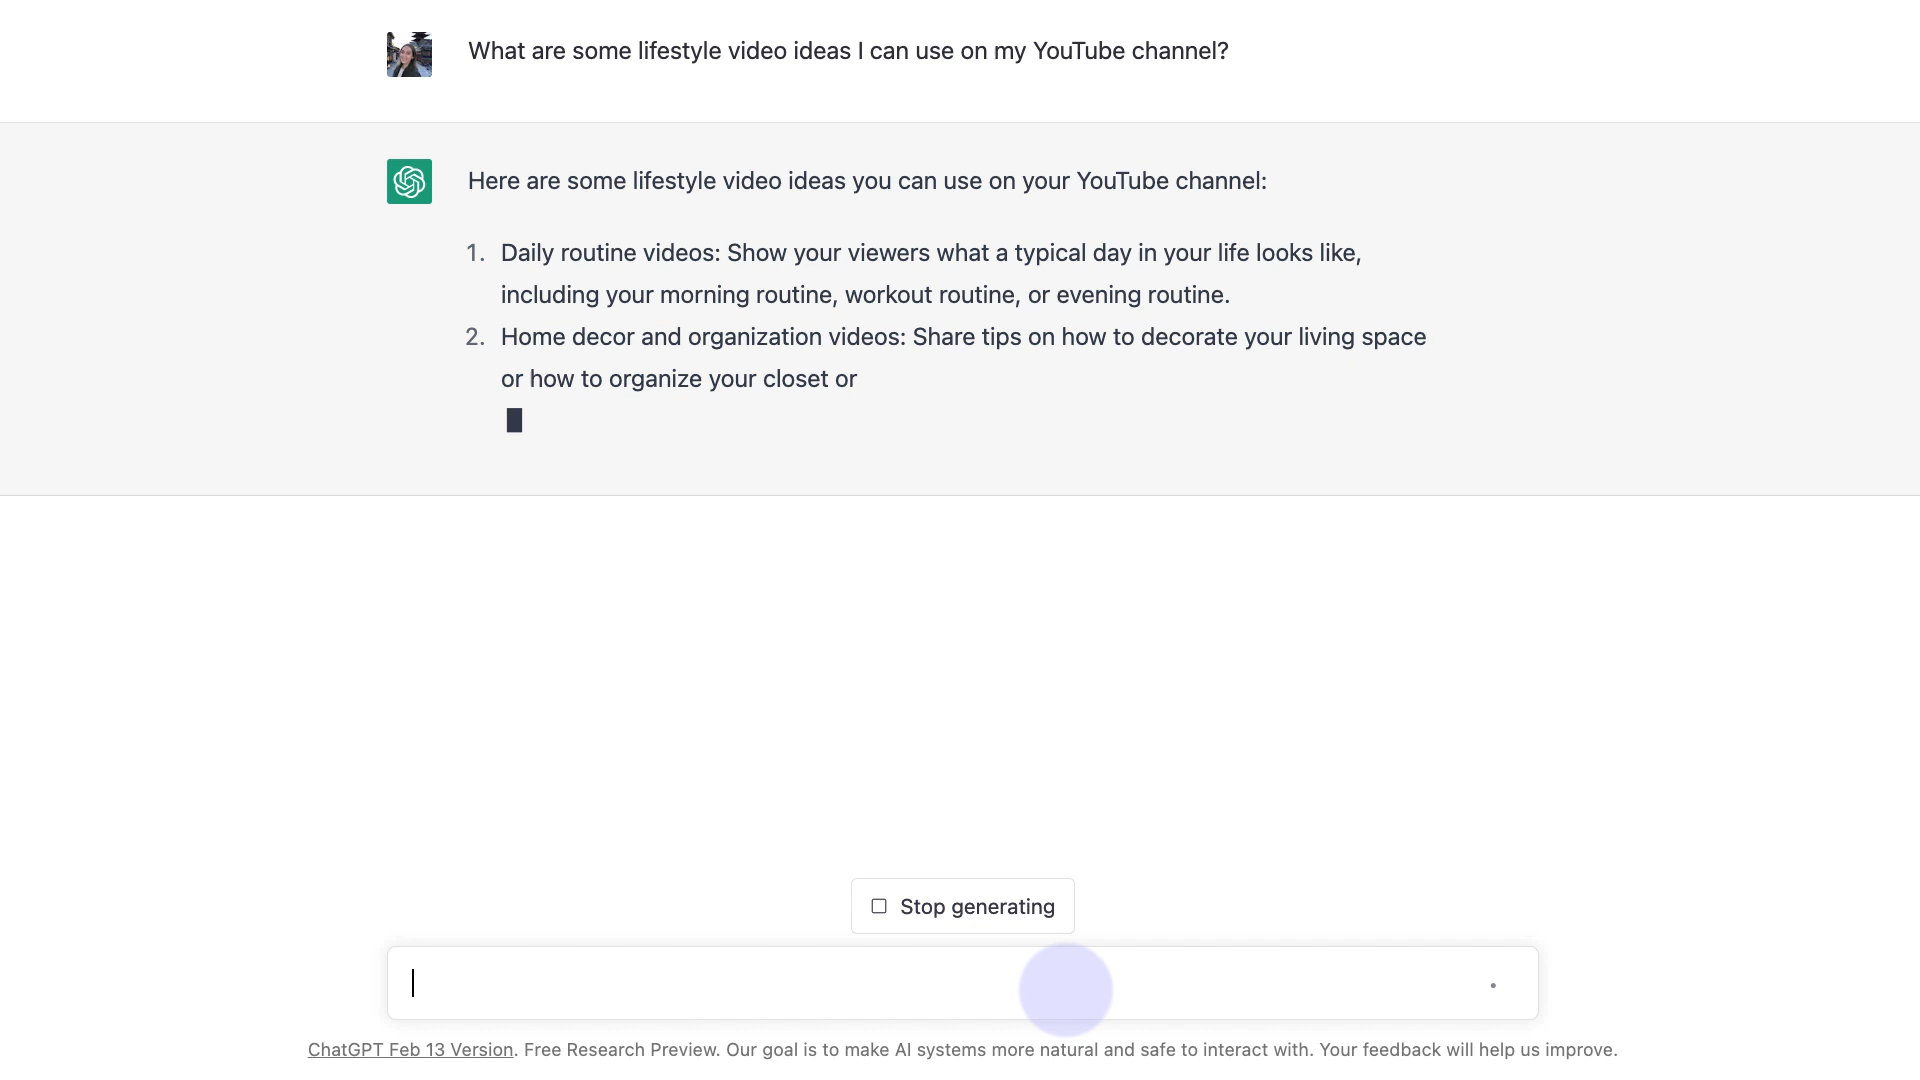 What are some lifestyle video ideas I can use on my YouTube channel?
Here are some lifestyle video ideas you can use on your YouTube channel:
1. Daily routine videos: Show your viewers what a typical day in your life looks like,
including your morning routine, workout routine, or evening routine.
2. Home decor and organization videos: Share tips on how to decorate your living space
or how to organize your closet or
Stop generating
ChatGPT Feb 13 Version. Free Research Preview. Our goal is to make AI systems more natural and safe to interact with. Your feedback will help us improve.